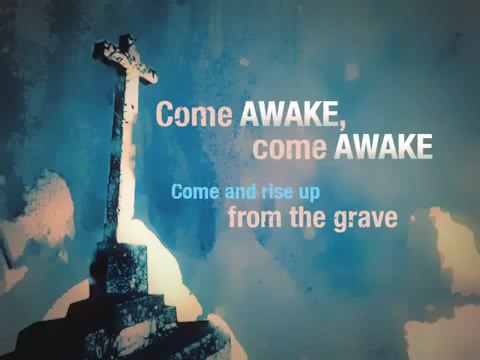 Come AWAKE,
come AWAKE
Come and rise up
from the grave